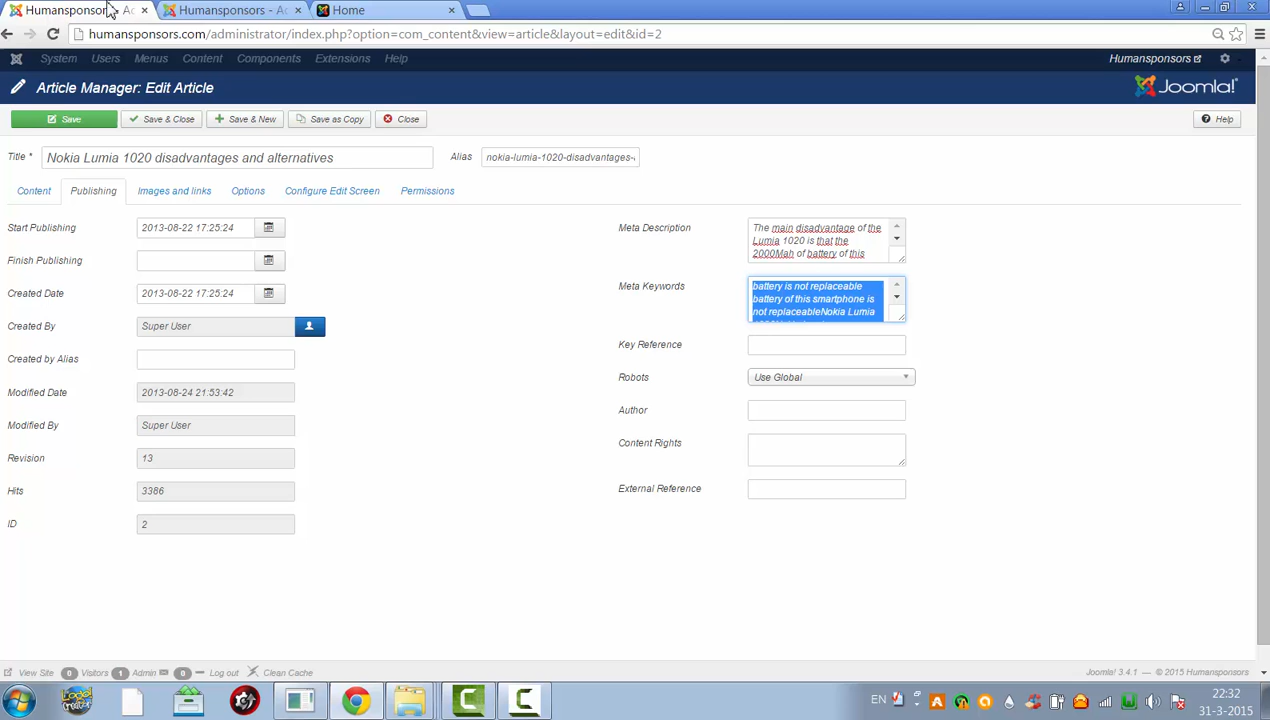 Humansponsors - Ac
Humansponsors - Ac
Home
humansponsors.com/administrator/index.php?option=com_content&view=article&layout=edit&id=2
System Users Menus Content Components Extensions Help
Humansponsors
Article Manager: Edit Article
Joomla!
Save
Save & Close
Save & New
Save as Copy
Close
Help
Title * Nokia Lumia 1020 disadvantages and alternatives
Alias nokia-lumia-1020-disadvantages-
Content Publishing Images and links Options Configure Edit Screen Permissions
Start Publishing 2013-08-22 17:25:24
Finish Publishing
Created Date 2013-08-22 17:25:24
Created By Super User
Created by Alias
Modified Date 2013-08-24 21:53:42
Modified By Super User
Revision 13
Hits 3386
ID 2
Meta Description
The main disadvantage of the
Lumia 1020 is that the
2000Mah of battery of this
Meta Keywords
battery is not replaceable
battery of this smartphone is
not replaceableNokia Lumia
Key Reference
Robots Use Global
Author
Content Rights
External Reference
View Site 0 Visitors 1 Admin 0 Log out Clean Cache
Joomla! 3.4.1 — © 2015 Humansponsors
EN
22:32
31-3-2015